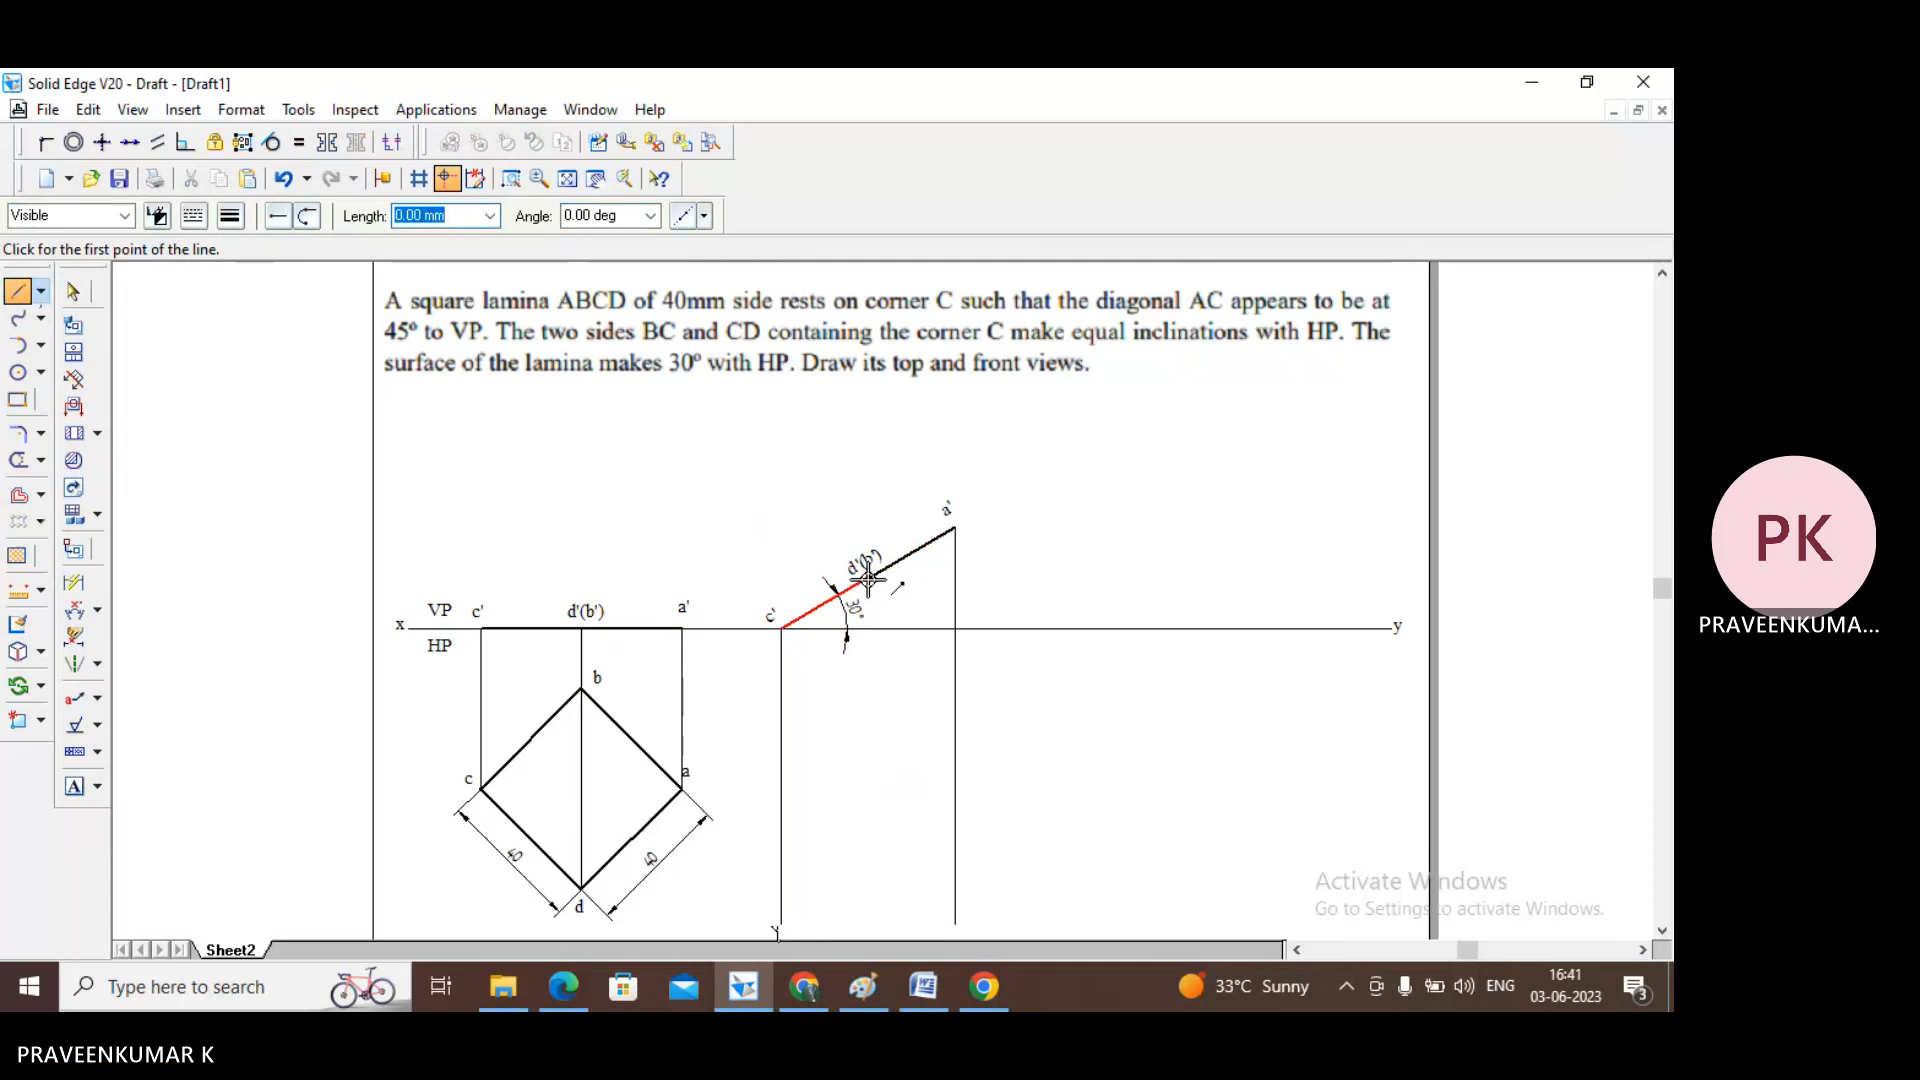 Solid Edge V20 - Draft - [Draft1]
File Edit View Insert Format Tools Inspect Applications Manage Window Help
Visible Length: 0.00 mm Angle: 0.00 deg
Click for the first point of the line.
A square lamina ABCD of 40mm side rests on corner C such that the diagonal AC appears to be at
45º to VP. The two sides BC and CD containing the corner C make equal inclinations with HP. The
surface of the lamina makes 30º with HP. Draw its top and front views.
a'
d'(b')
30°
c'
VP c' d'(b') a'
x y
HP
b
c a
40 40
d
A
Activate Windows
Go to Settings to activate Windows.
Sheet2
Type here to search
33°C Sunny
ENG
16:41
03-06-2023
3
PK
PRAVEENKUMA...
PRAVEENKUMAR K